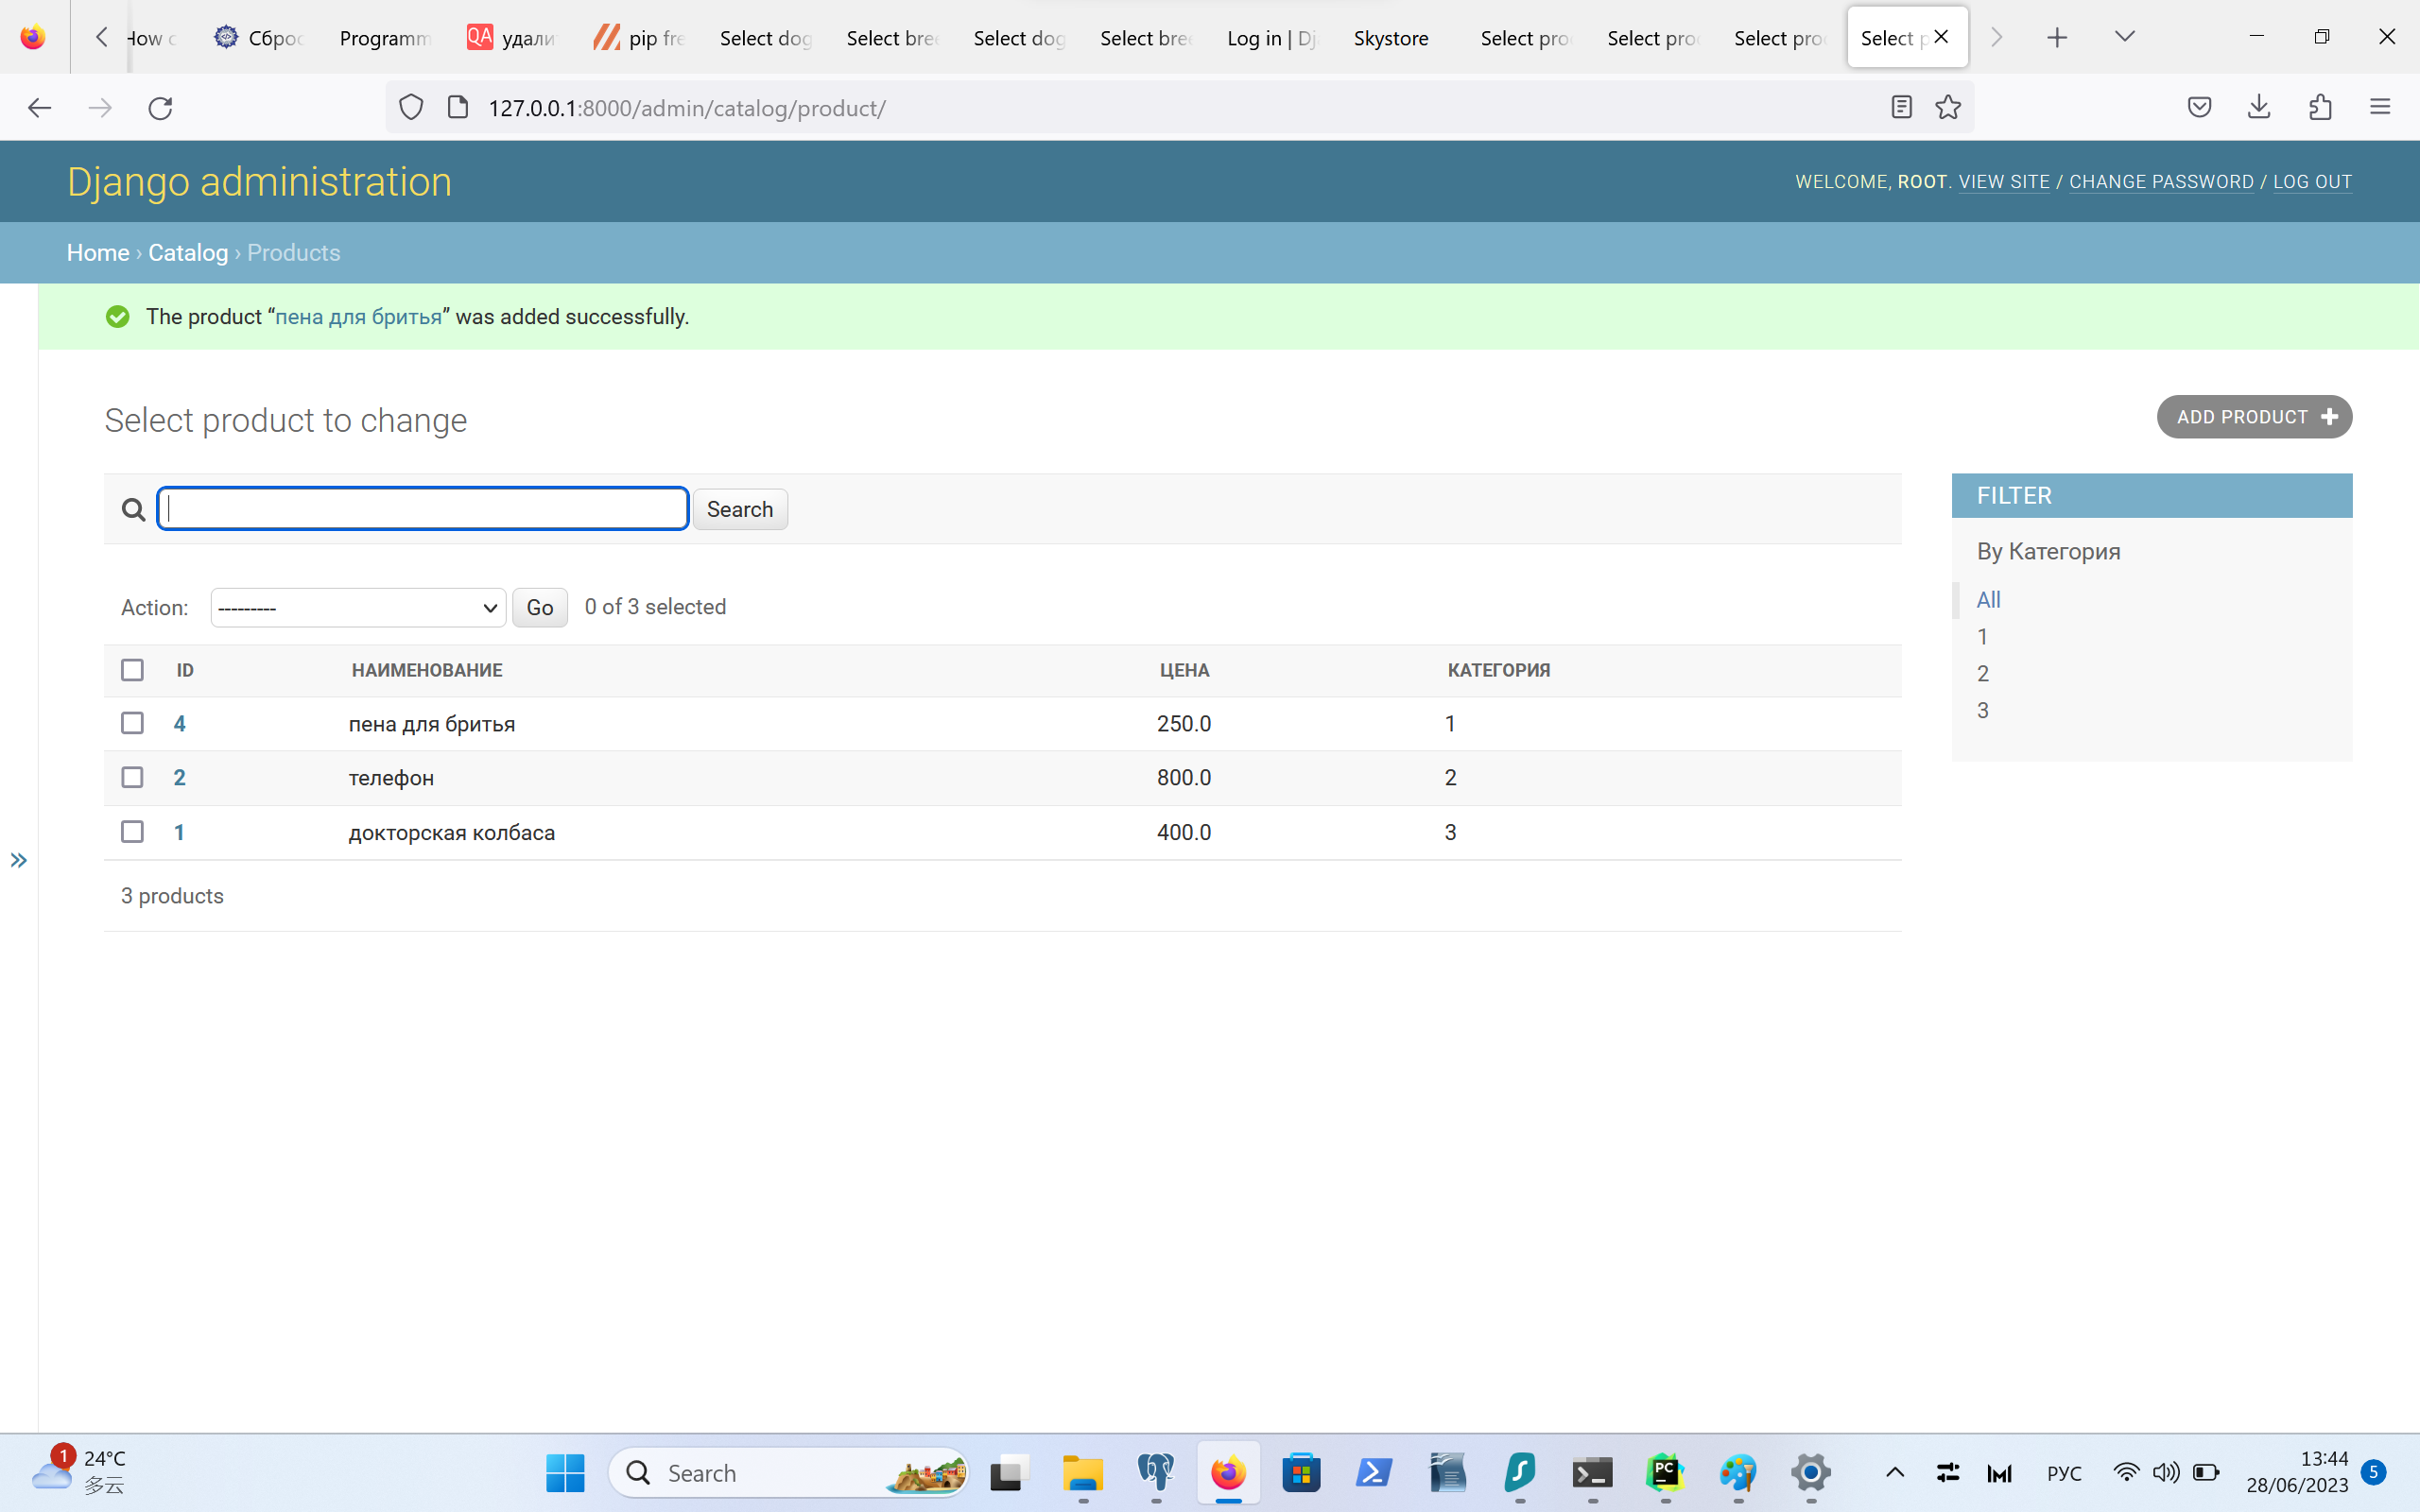 How c
Сброс
Programm
QA удали
pip fre
Select dog
Select bre
Select dog
Select bre
Log in | Dj
Skystore
Select pro
Select pro
Select pro
Select p
127.0.0.1:8000/admin/catalog/product/
Django administration
WELCOME, ROOT. VIEW SITE / CHANGE PASSWORD / LOG OUT
Home › Catalog › Products
The product “пена для бритья” was added successfully.
Select product to change
ADD PRODUCT
Search
FILTER
By Категория
All
1
2
3
Action: --------- Go 0 of 3 selected
ID НАИМЕНОВАНИЕ ЦЕНА КАТЕГОРИЯ
4 пена для бритья 250.0 1
2 телефон 800.0 2
1 докторская колбаса 400.0 3
3 products
1
24°C
多云
Search
PC
РУС
13:44
28/06/2023
5